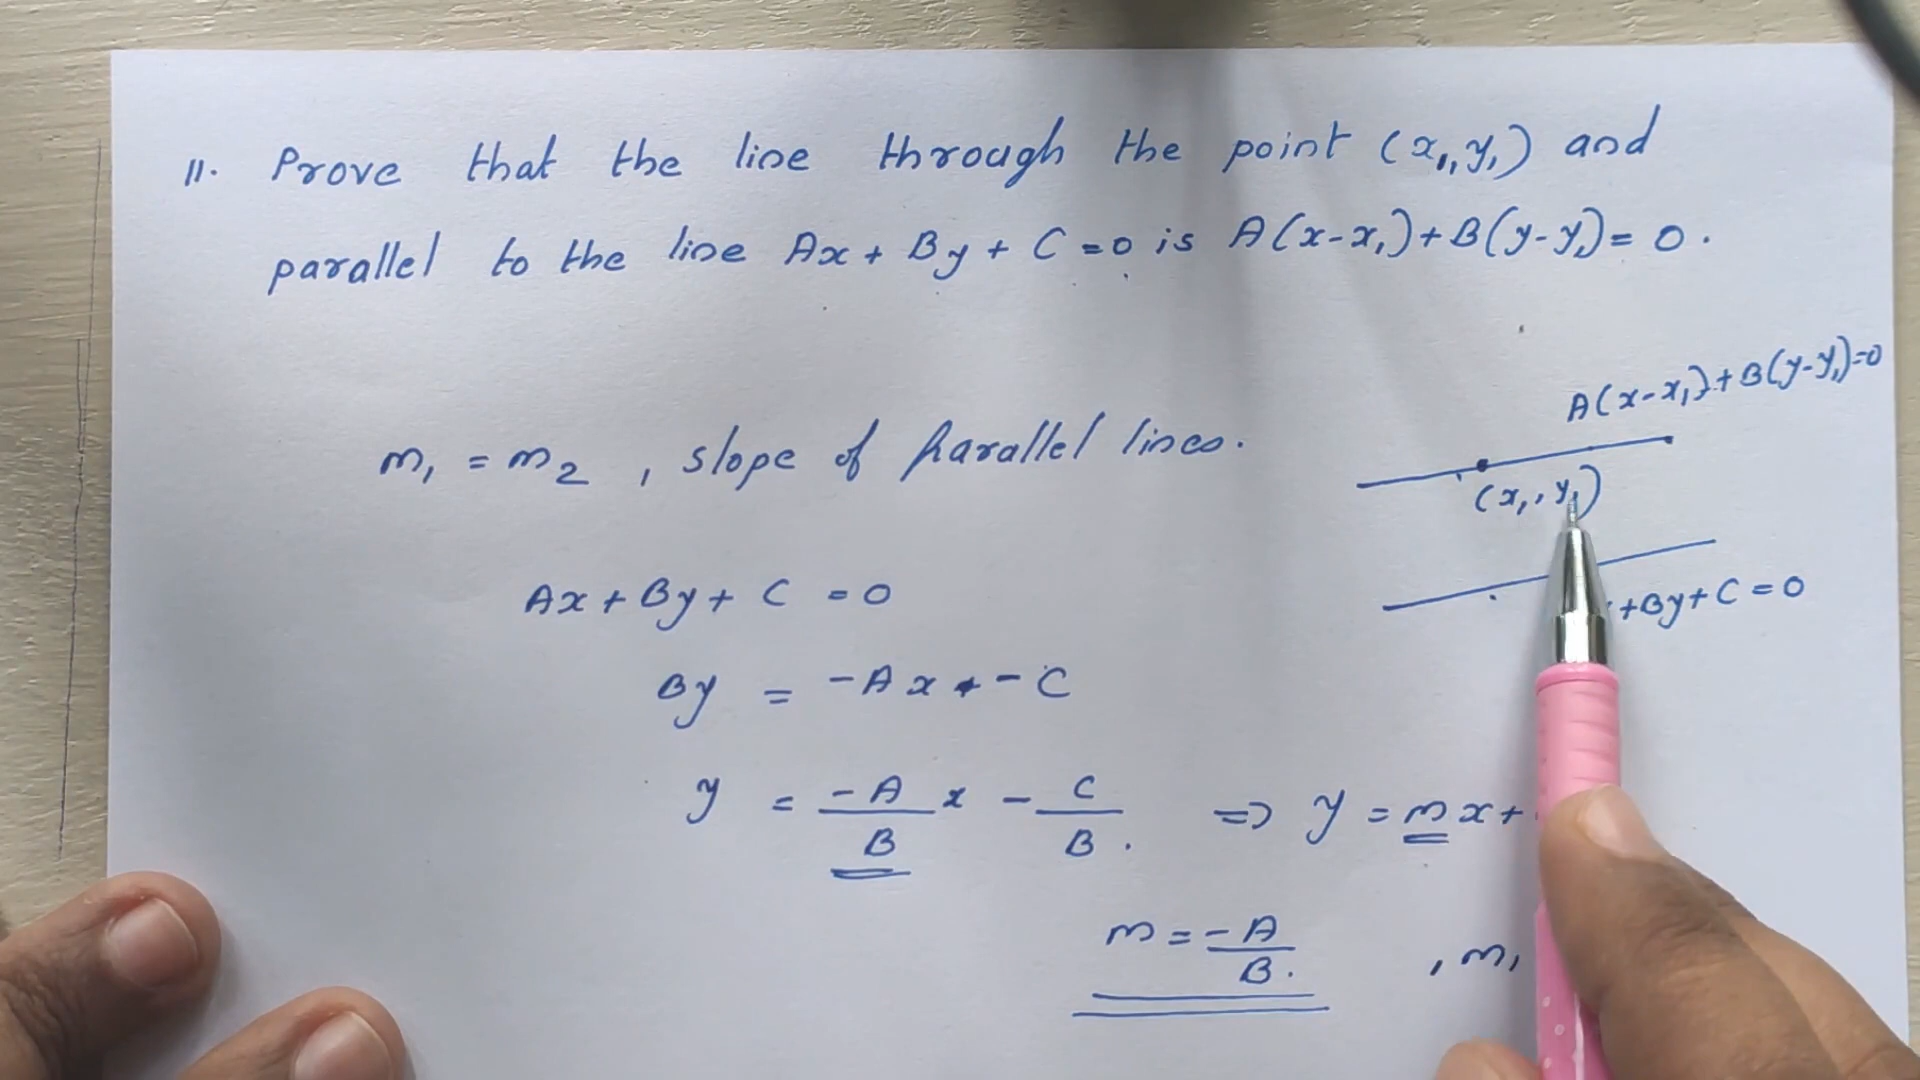 11. Prove that the line through the point (x₁, y₁) and
parallel to the line Ax + By + C = 0 is A(x-x₁)+B(y-y₁)= 0.
A(x-x₁)+B(y-y₁)=0
m₁ = m₂ , slope of parallel lines.
(x₁, y₁)
Ax + By + C = 0
+By+C = 0
By = -Ax - C
y = -A/B x - C/B. ⇒ y = mx+
m = -A/B. , m₁